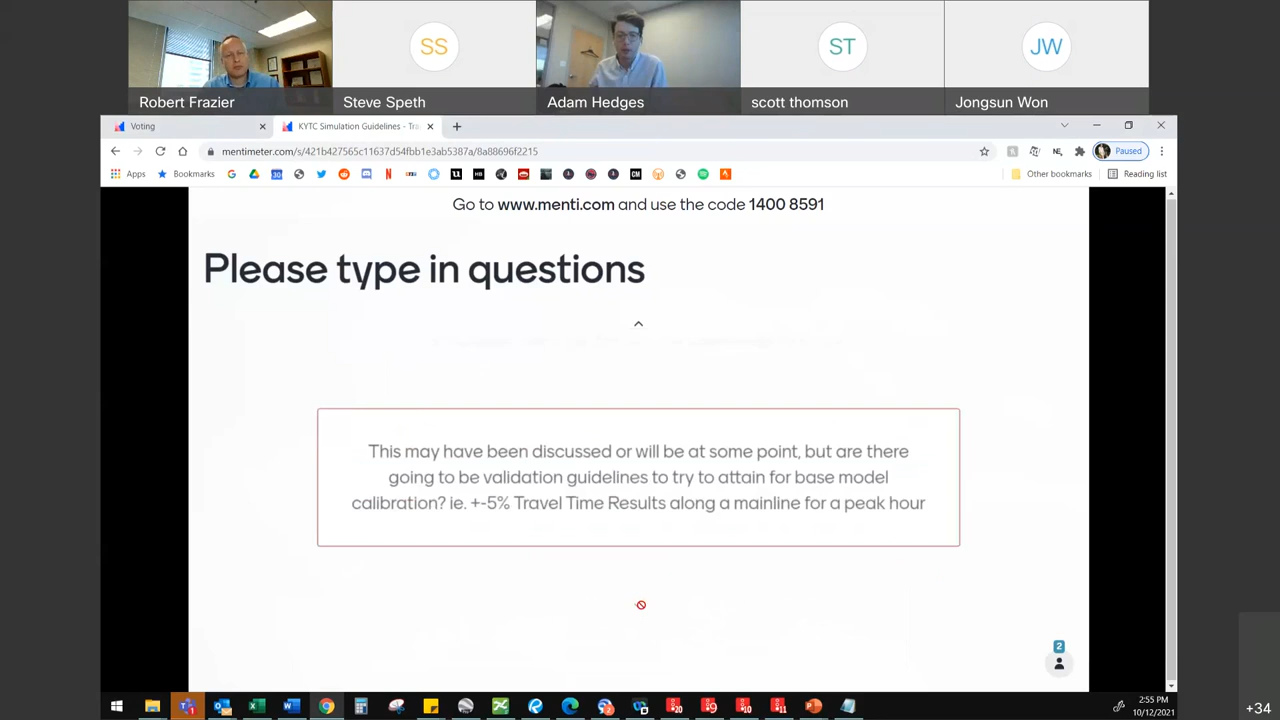 SS
ST
JW
Robert Frazier
Steve Speth
Adam Hedges
scott thomson
Jongsun Won
Voting
KYTC Simulation Guidelines - Tra
mentimeter.com/s/421b427565c11637d54fbb1e3ab5387a/8a88696f2215
Paused
Apps
Bookmarks
Other bookmarks
Reading list
Go to www.menti.com and use the code 1400 8591
Please type in questions
This may have been discussed or will be at some point, but are there
going to be validation guidelines to try to attain for base model
calibration? ie. +-5% Travel Time Results along a mainline for a peak hour
2
2:55 PM
10/12/2021
+34